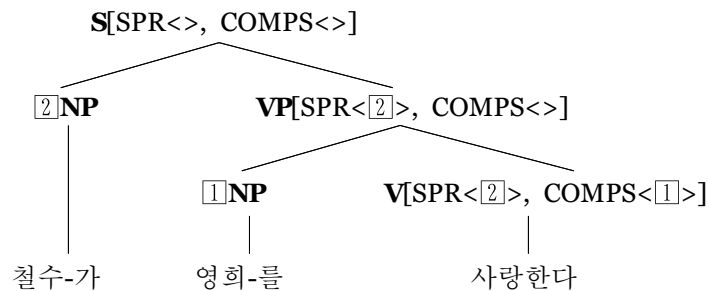 S[SPR<>, COMPS<>]
2NP VP[SPR<2>, COMPS<>]
1NP V[SPR<2>, COMPS<1>]
철수-가 영희-를 사랑한다